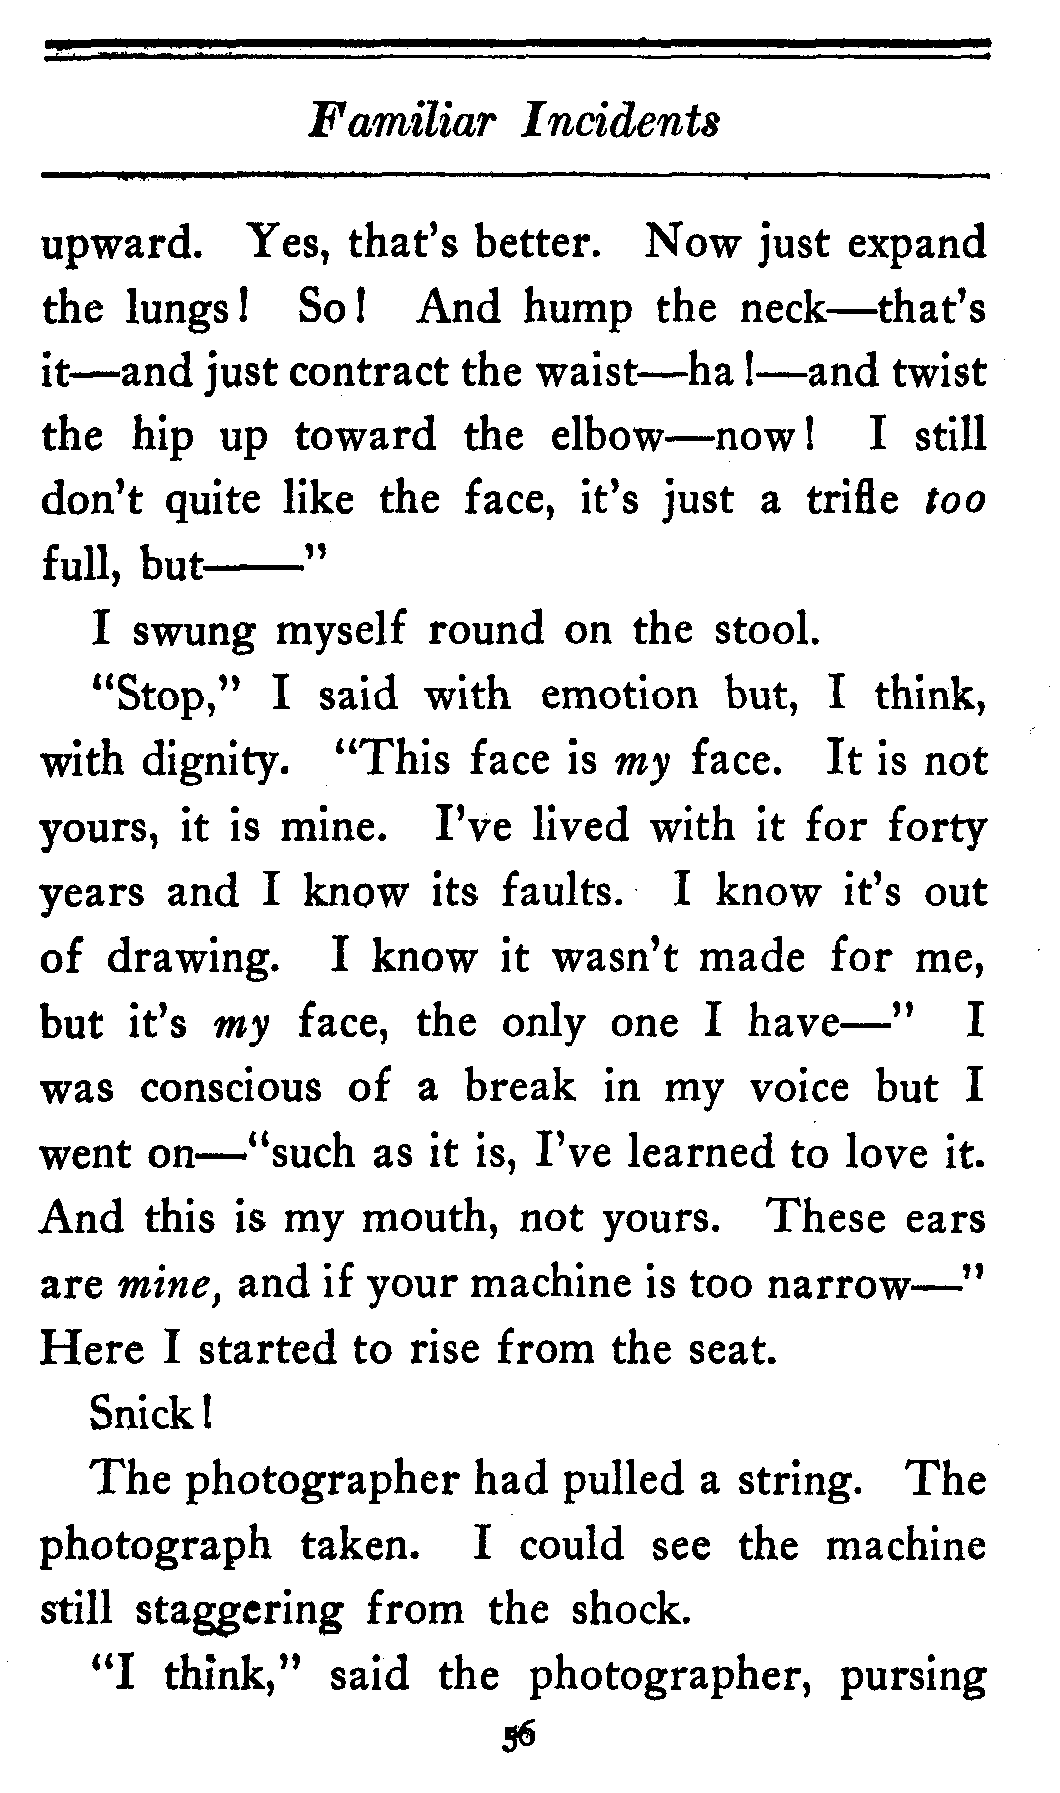 Familiar Incidents
upward. Yes, that's better. Now just expand
the lungs! So! And hump the neck—that's
it—and just contract the waist—ha!—and twist
the hip up toward the elbow—now! I still
don't quite like the face, it's just a trifle too
full, but——"
I swung myself round on the stool.
"Stop," I said with emotion but, I think,
with dignity. "This face is my face. It is not
yours, it is mine. I've lived with it for forty
years and I know its faults. I know it's out
of drawing. I know it wasn't made for me,
but it's my face, the only one I have—" I
was conscious of a break in my voice but I
went on—"such as it is, I've learned to love it.
And this is my mouth, not yours. These ears
are mine, and if your machine is too narrow—"
Here I started to rise from the seat.
Snick!
The photographer had pulled a string. The
photograph taken. I could see the machine
still staggering from the shock.
"I think," said the photographer, pursing
56